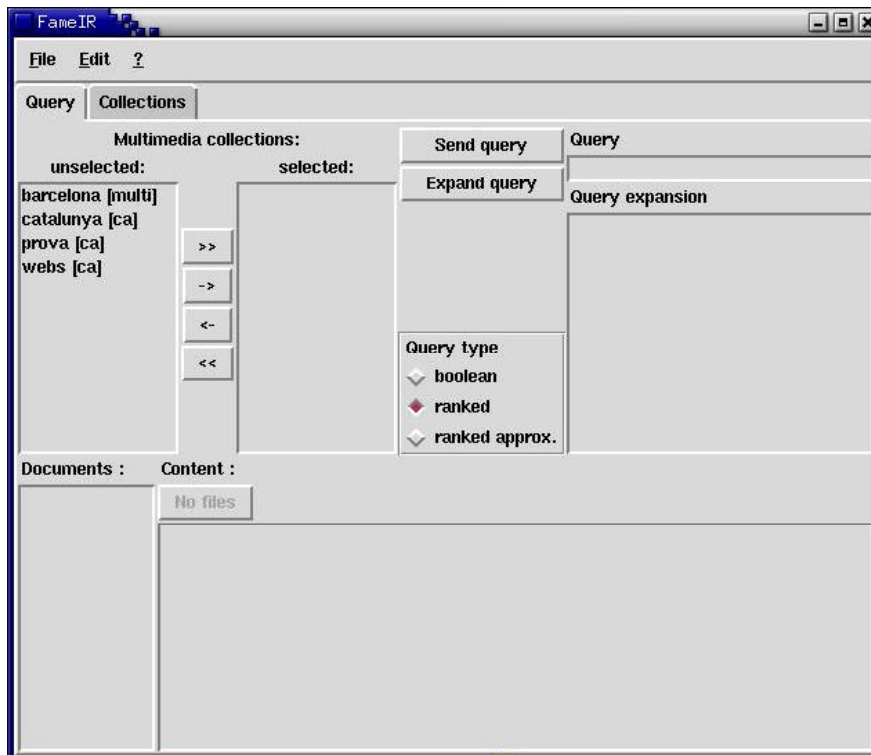 FameIR
File Edit ?
Query Collections
Multimedia collections:
unselected: selected:
barcelona [multi]
catalunya [ca]
prova [ca]
webs [ca]
>>
->
<-
<<
Send query
Expand query
Query type
boolean
ranked
ranked approx.
Query
Query expansion
Documents :
Content :
No files